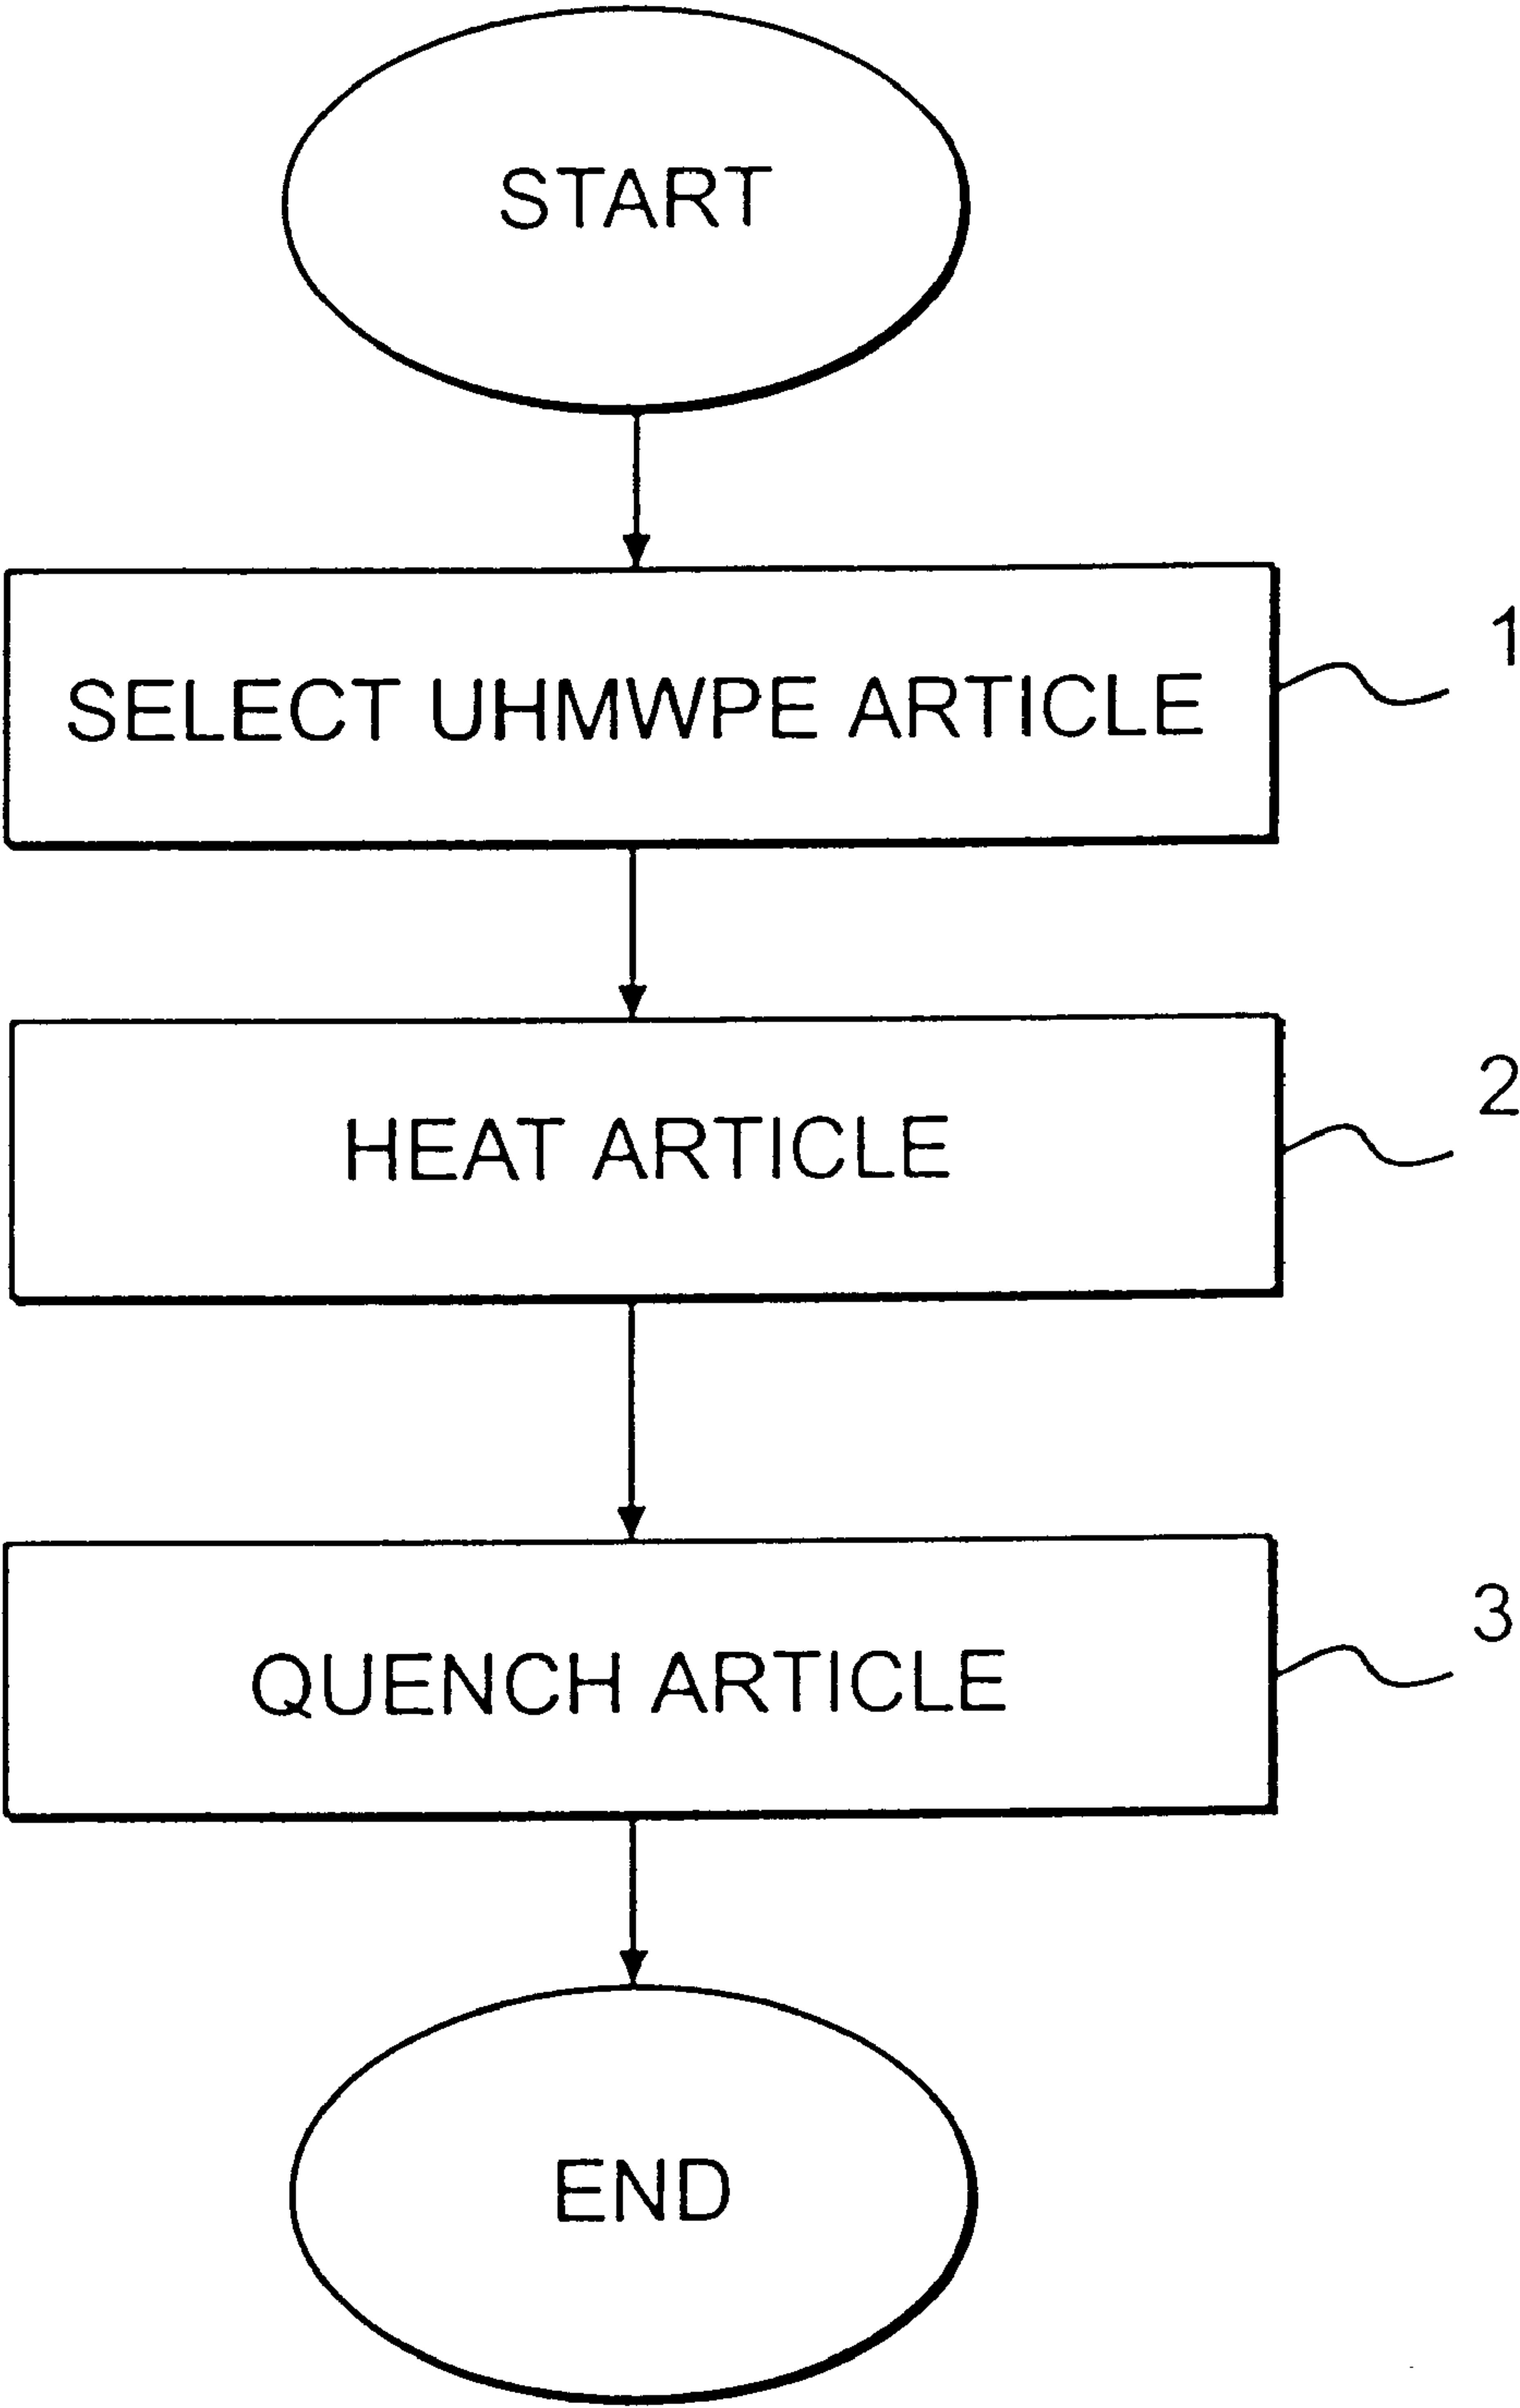 START
SELECT UHMWPE ARTICLE
1
HEAT ARTICLE
2
QUENCH ARTICLE
3
END